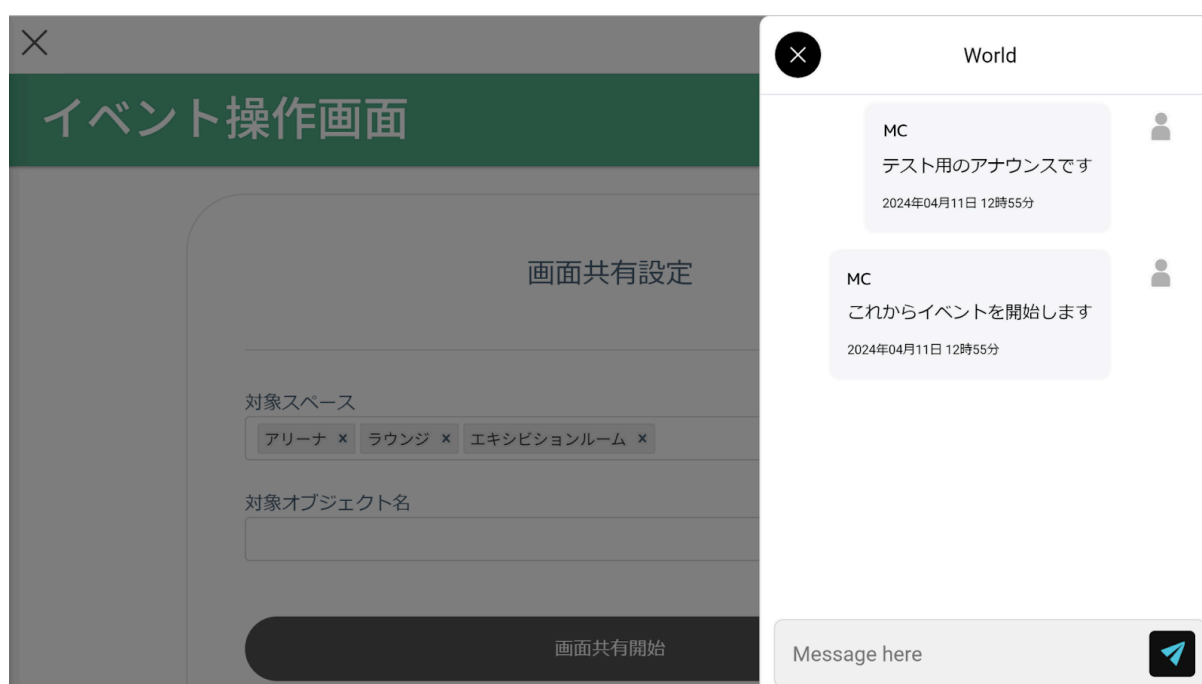 イベント操作画面
画面共有設定
対象スペース
アリーナ × ラウンジ × エキシビションルーム ×
対象オブジェクト名
画面共有開始
World
MC
テスト用のアナウンスです
2024年04月11日 12時55分
MC
これからイベントを開始します
2024年04月11日 12時55分
Message here